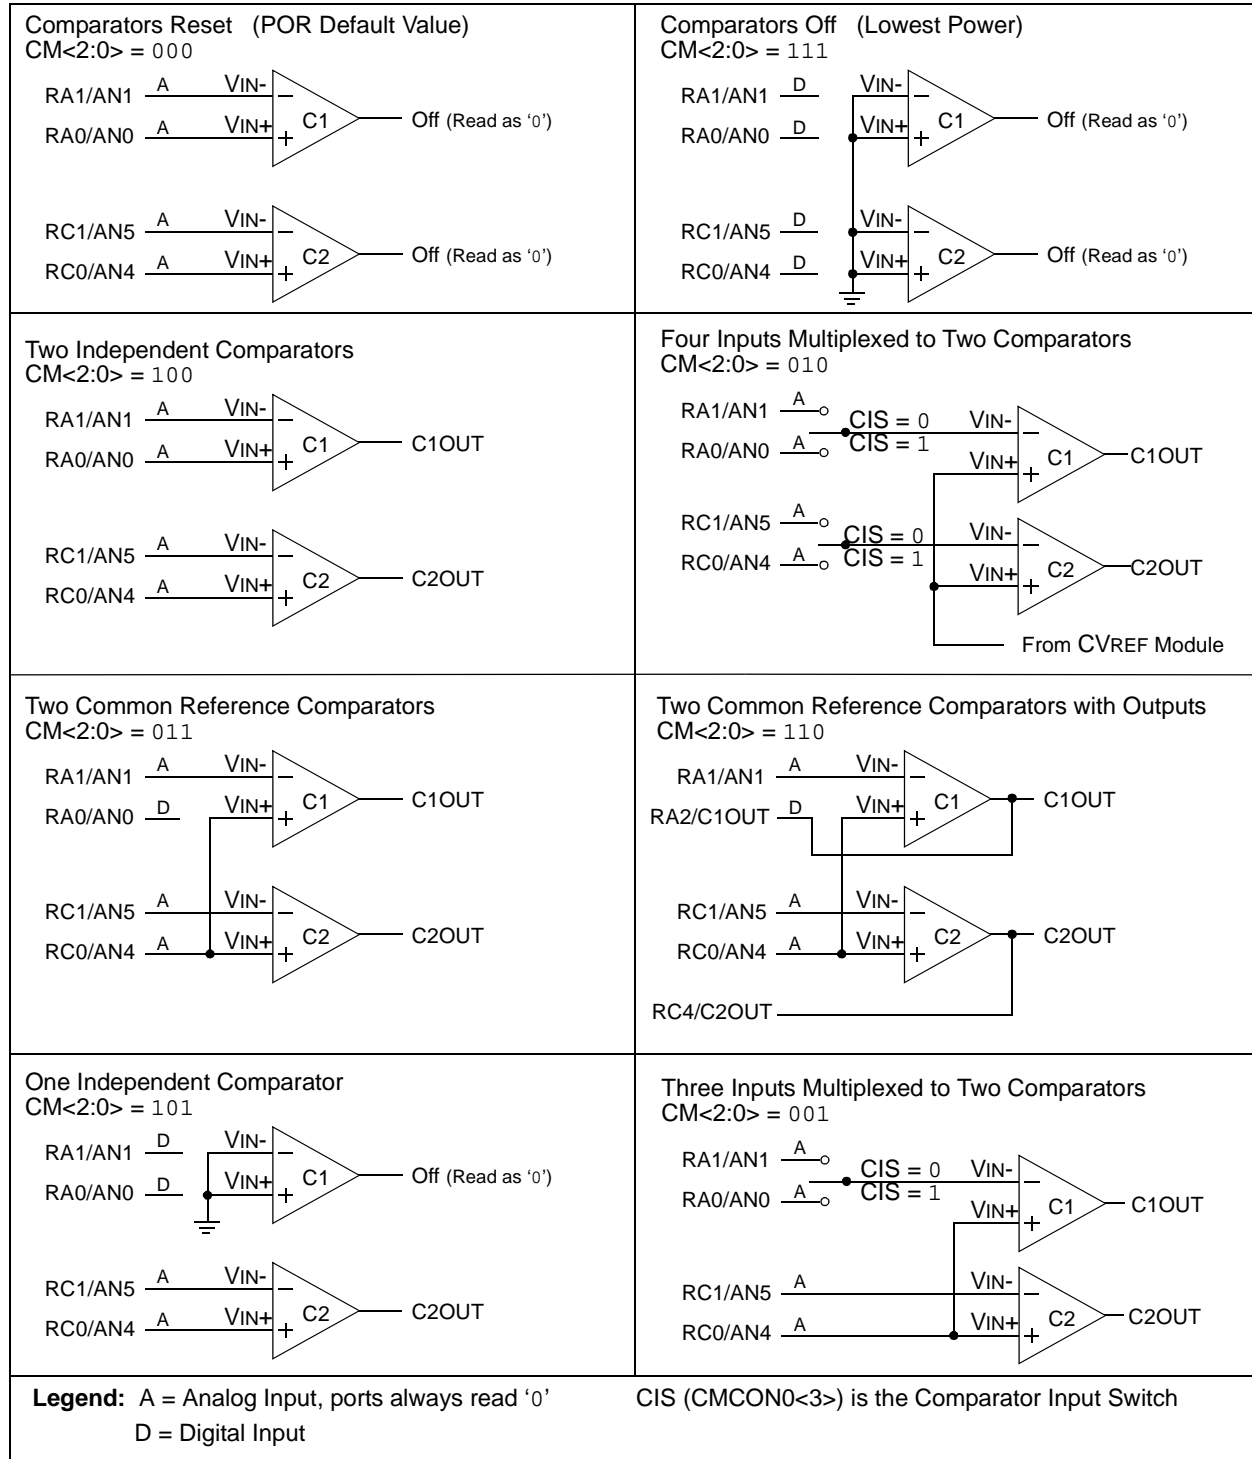 Comparators Reset (POR Default Value)
CM<2:0> = 000
A VIN-
RA1/AN1
C1 Off (Read as '0')
A VIN+
RA0/AN0
A VIN-
RC1/AN5
C2 Off (Read as '0')
A VIN+
RC0/AN4
Comparators Off (Lowest Power)
CM<2:0> = 111
D VIN-
RA1/AN1
C1 Off (Read as '0')
D VIN+
RA0/AN0
D VIN-
RC1/AN5
C2 Off (Read as '0')
D VIN+
RC0/AN4
Two Independent Comparators
CM<2:0> = 100
A VIN-
RA1/AN1
C1 C1OUT
A VIN+
RA0/AN0
A VIN-
RC1/AN5
C2 C2OUT
A VIN+
RC0/AN4
Four Inputs Multiplexed to Two Comparators
CM<2:0> = 010
A
RA1/AN1
CIS = 0 VIN-
RA0/AN0 A CIS = 1
VIN+ C1 C1OUT
A
RC1/AN5
CIS = 0 VIN-
RC0/AN4 A CIS = 1
VIN+ C2 C2OUT
From CVREF Module
Two Common Reference Comparators
CM<2:0> = 011
A VIN-
RA1/AN1
C1 C1OUT
D VIN+
RA0/AN0
A VIN-
RC1/AN5
C2 C2OUT
A VIN+
RC0/AN4
Two Common Reference Comparators with Outputs
CM<2:0> = 110
A VIN-
RA1/AN1
C1 C1OUT
D VIN+
RA2/C1OUT
A VIN-
RC1/AN5
C2 C2OUT
A VIN+
RC0/AN4
RC4/C2OUT
One Independent Comparator
CM<2:0> = 101
D VIN-
RA1/AN1
C1 Off (Read as '0')
D VIN+
RA0/AN0
A VIN-
RC1/AN5
C2 C2OUT
A VIN+
RC0/AN4
Three Inputs Multiplexed to Two Comparators
CM<2:0> = 001
A
RA1/AN1
CIS = 0 VIN-
RA0/AN0 A CIS = 1
VIN+ C1 C1OUT
A VIN-
RC1/AN5
C2 C2OUT
A VIN+
RC0/AN4
Legend: A = Analog Input, ports always read '0' CIS (CMCON0<3>) is the Comparator Input Switch
D = Digital Input